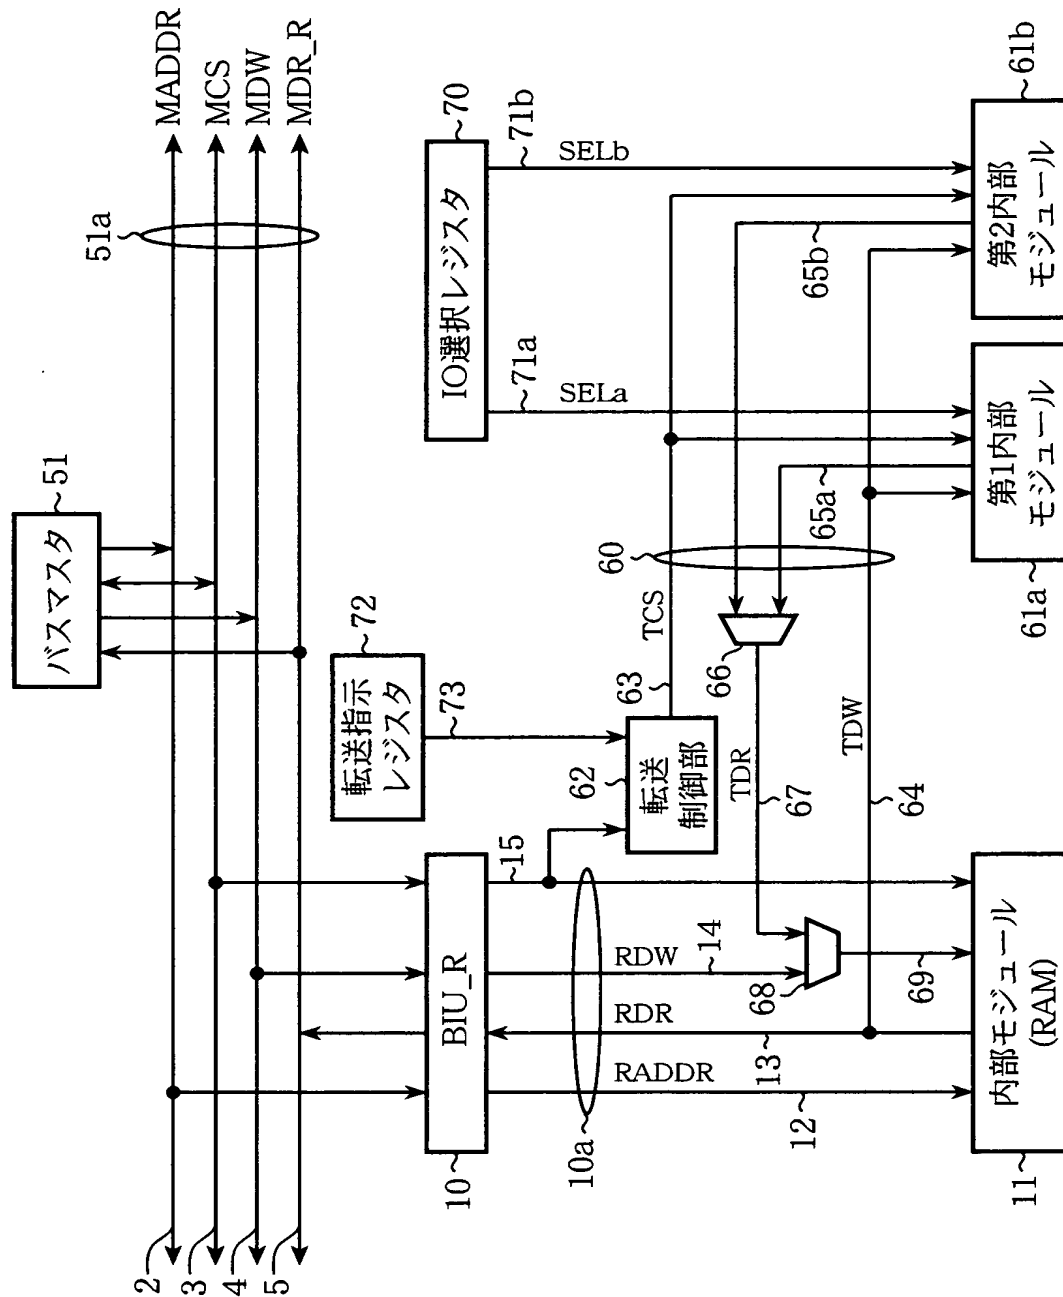 バスマスタ
51
51a
MADDR
MCS
MDW
MDR_R
2
3
4
5
転送指示
レジスタ
72
73
IO選択レジスタ
70
71a
SELa
71b
SELb
BIU_R
10
10a
15
RDW
14
RDR
13
RADDR
12
転送
制御部
62
63
TCS
60
66
TDR
67
TDW
64
65a
65b
68
69
内部モジュール
(RAM)
11
第1内部
モジュール
61a
第2内部
モジュール
61b